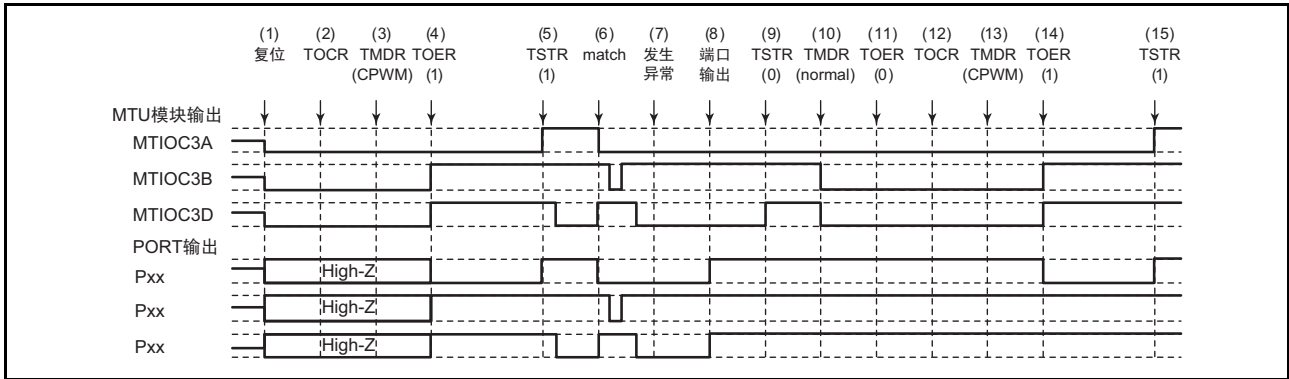 (1) (2) (3) (4) (5) (6) (7) (8) (9) (10) (11) (12) (13) (14) (15)
复位 TOCR TMDR TOER TSTR match 发生 端口 TSTR TMDR TOER TOCR TMDR TOER TSTR
(CPWM) (1) (1) 异常 输出 (0) (normal) (0) (CPWM) (1) (1)
MTU模块输出
MTIOC3A
MTIOC3B
MTIOC3D
PORT输出
Pxx High-Z
Pxx High-Z
Pxx High-Z